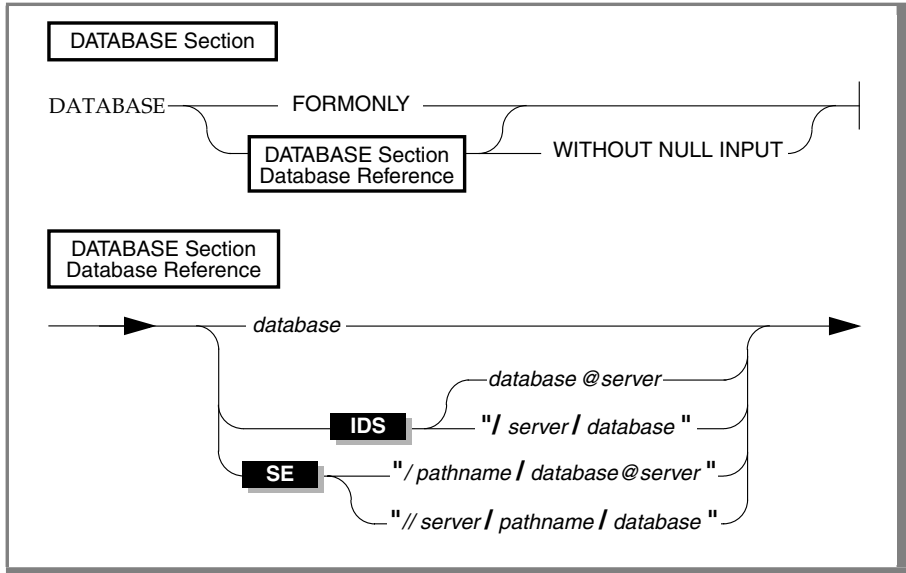 DATABASE Section
DATABASE
FORMONLY
DATABASE Section
Database Reference
WITHOUT NULL INPUT
DATABASE Section
Database Reference
database
database @server
IDS
"/ server / database "
SE
"/ pathname / database@server "
"// server / pathname / database "